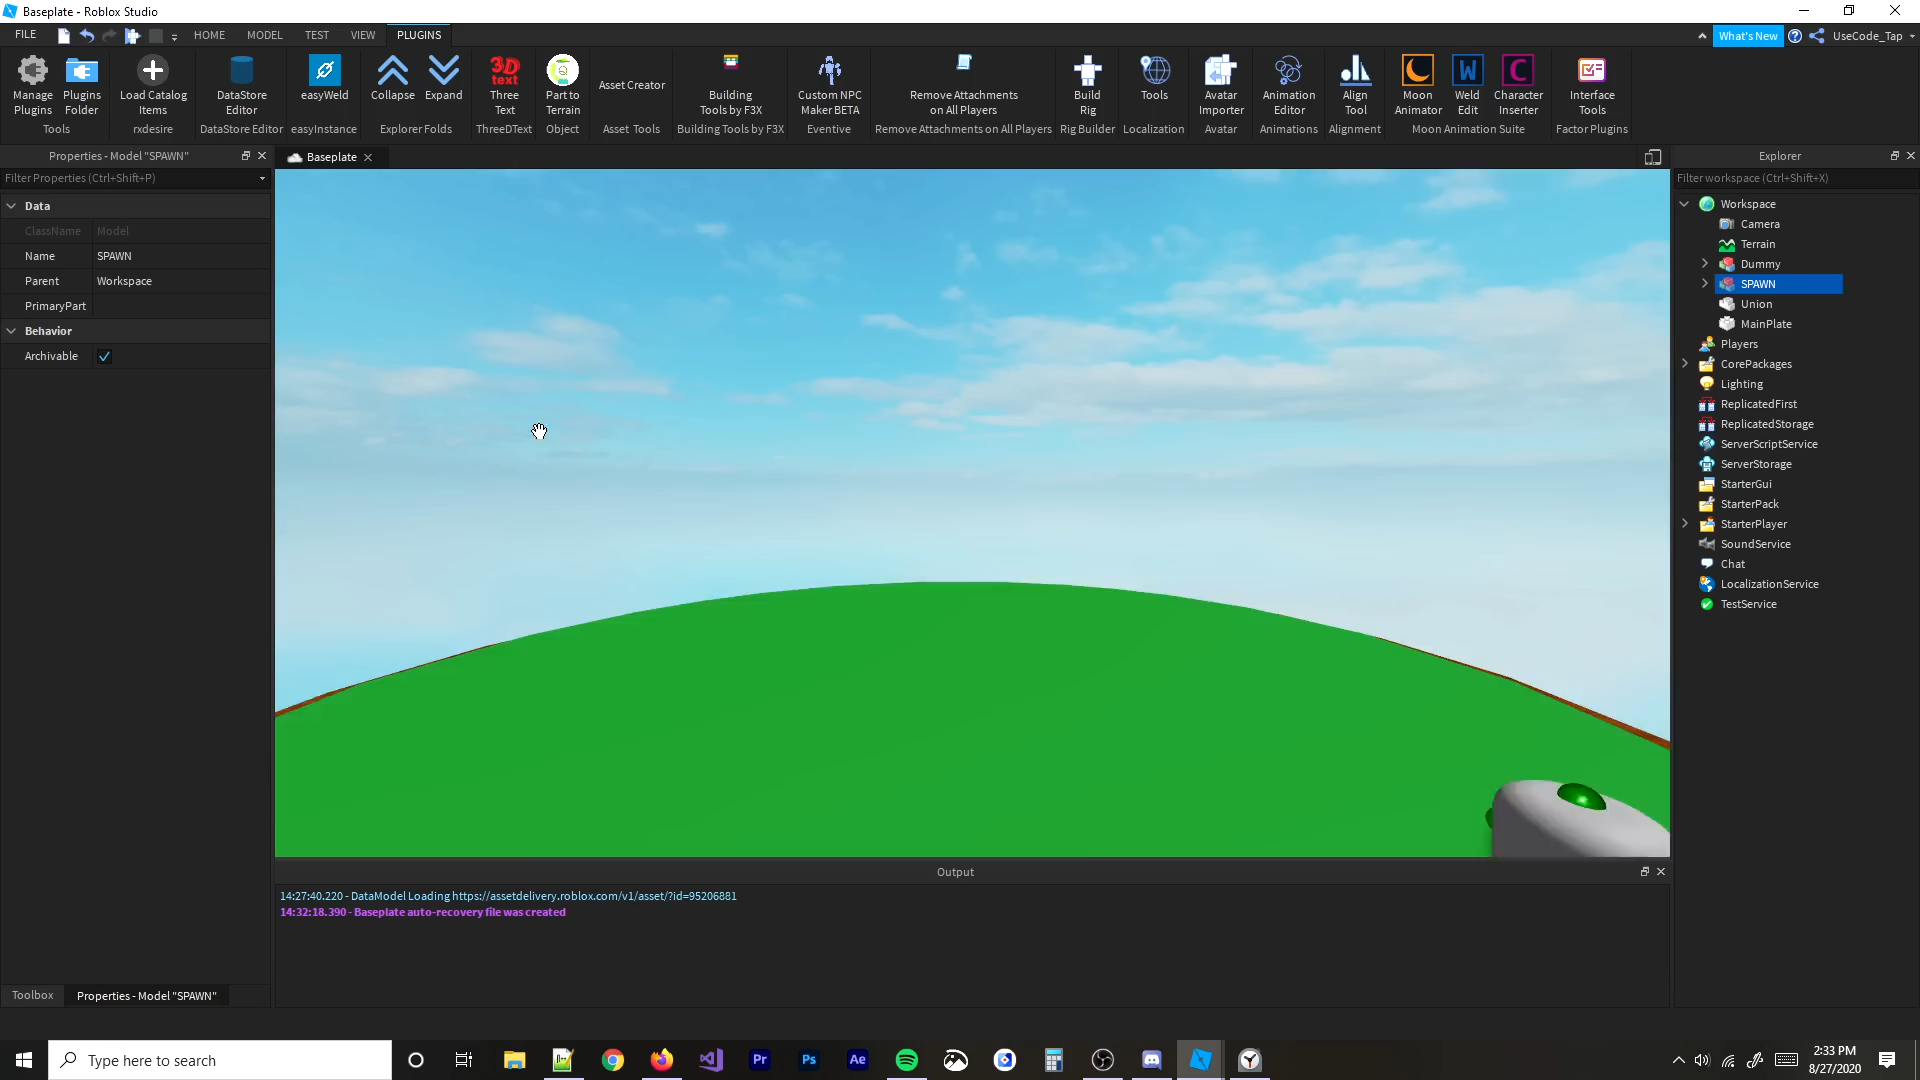 Baseplate - Roblox Studio
FILE HOME MODEL TEST VIEW PLUGINS What's New UseCode_Tap
Manage Plugins
Plugins Folder
Tools
Load Catalog Items
rxdesire
DataStore Editor
DataStore Editor
easyWeld
easyInstance
Collapse
Expand
Explorer Folds
3D text
Three Text
ThreeDText
Part to Terrain
Object
Asset Creator
Asset Tools
Building Tools by F3X
Building Tools by F3X
Custom NPC Maker BETA
Eventive
Remove Attachments on All Players
Remove Attachments on All Players
Build Rig
Rig Builder
Tools
Localization
Avatar Importer
Avatar
Animation Editor
Animations
Align Tool
Alignment
Moon Animator
W
Weld Edit
C
Character Inserter
Moon Animation Suite
Interface Tools
Factor Plugins
Properties - Model "SPAWN"
Filter Properties (Ctrl+Shift+P)
Data
ClassName Model
Name SPAWN
Parent Workspace
PrimaryPart
Behavior
Archivable
Toolbox Properties - Model "SPAWN"
Baseplate
Output
14:27:40.220 - DataModel Loading https://assetdelivery.roblox.com/v1/asset/?id=95206881
14:32:18.390 - Baseplate auto-recovery file was created
Explorer
Filter workspace (Ctrl+Shift+X)
Workspace
Camera
Terrain
Dummy
SPAWN
Union
MainPlate
Players
CorePackages
Lighting
ReplicatedFirst
ReplicatedStorage
ServerScriptService
ServerStorage
StarterGui
StarterPack
StarterPlayer
SoundService
Chat
LocalizationService
TestService
Type here to search
Pr Ps Ae
2:33 PM
8/27/2020